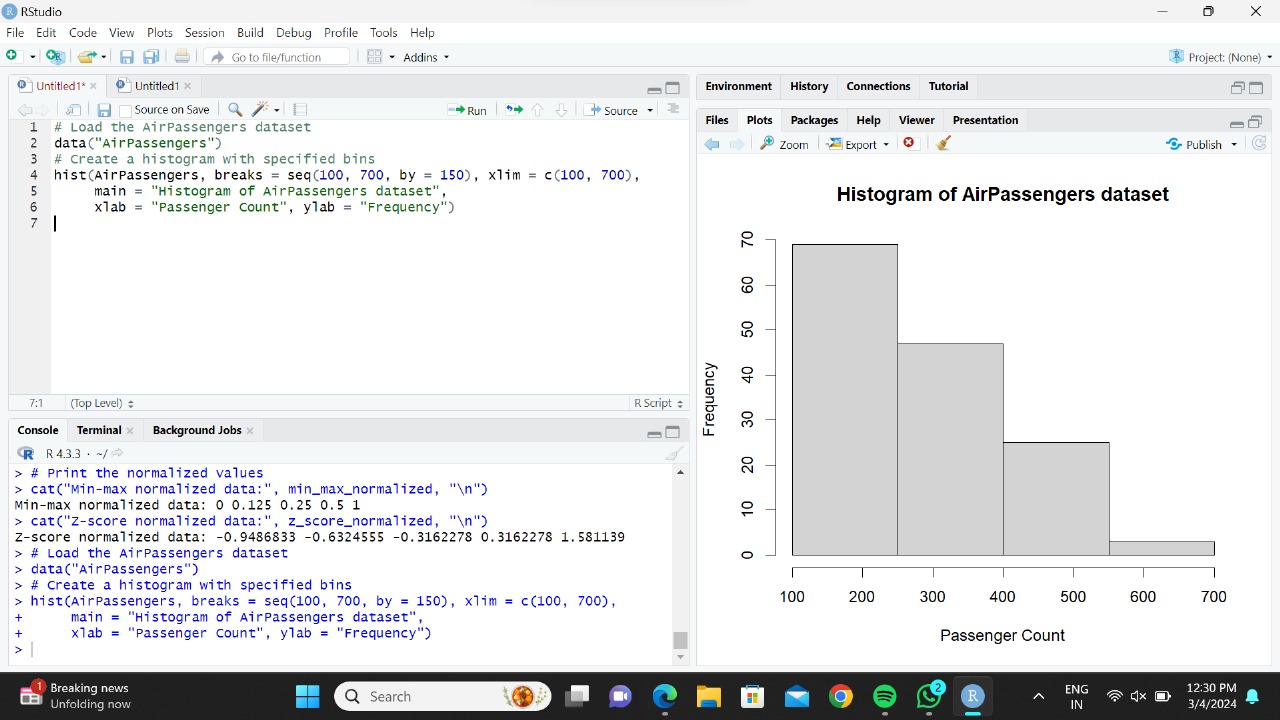 RStudio
File Edit Code View Plots Session Build Debug Profile Tools Help
Go to file/function Addins Project: (None)
Untitled1* Untitled1
Source on Save Run Source
1 # Load the AirPassengers dataset
2 data("AirPassengers")
3 # Create a histogram with specified bins
4 hist(AirPassengers, breaks = seq(100, 700, by = 150), xlim = c(100, 700),
5 main = "Histogram of AirPassengers dataset",
6 xlab = "Passenger Count", ylab = "Frequency")
7
7:1 (Top Level) R Script
Console Terminal Background Jobs
R 4.3.3 · ~/
> # Print the normalized values
> cat("Min-max normalized data:", min_max_normalized, "\n")
Min-max normalized data: 0 0.125 0.25 0.5 1
> cat("Z-score normalized data:", z_score_normalized, "\n")
Z-score normalized data: -0.9486833 -0.6324555 -0.3162278 0.3162278 1.581139
> # Load the AirPassengers dataset
> data("AirPassengers")
> # Create a histogram with specified bins
> hist(AirPassengers, breaks = seq(100, 700, by = 150), xlim = c(100, 700),
+ main = "Histogram of AirPassengers dataset",
+ xlab = "Passenger Count", ylab = "Frequency")
>
Environment History Connections Tutorial
Files Plots Packages Help Viewer Presentation
Zoom Export Publish
Histogram of AirPassengers dataset
Frequency
70
60
50
40
30
20
10
0
100 200 300 400 500 600 700
Passenger Count
1
Breaking news
Unfolding now
Search
2
ENG
IN
12:30 PM
3/4/2024